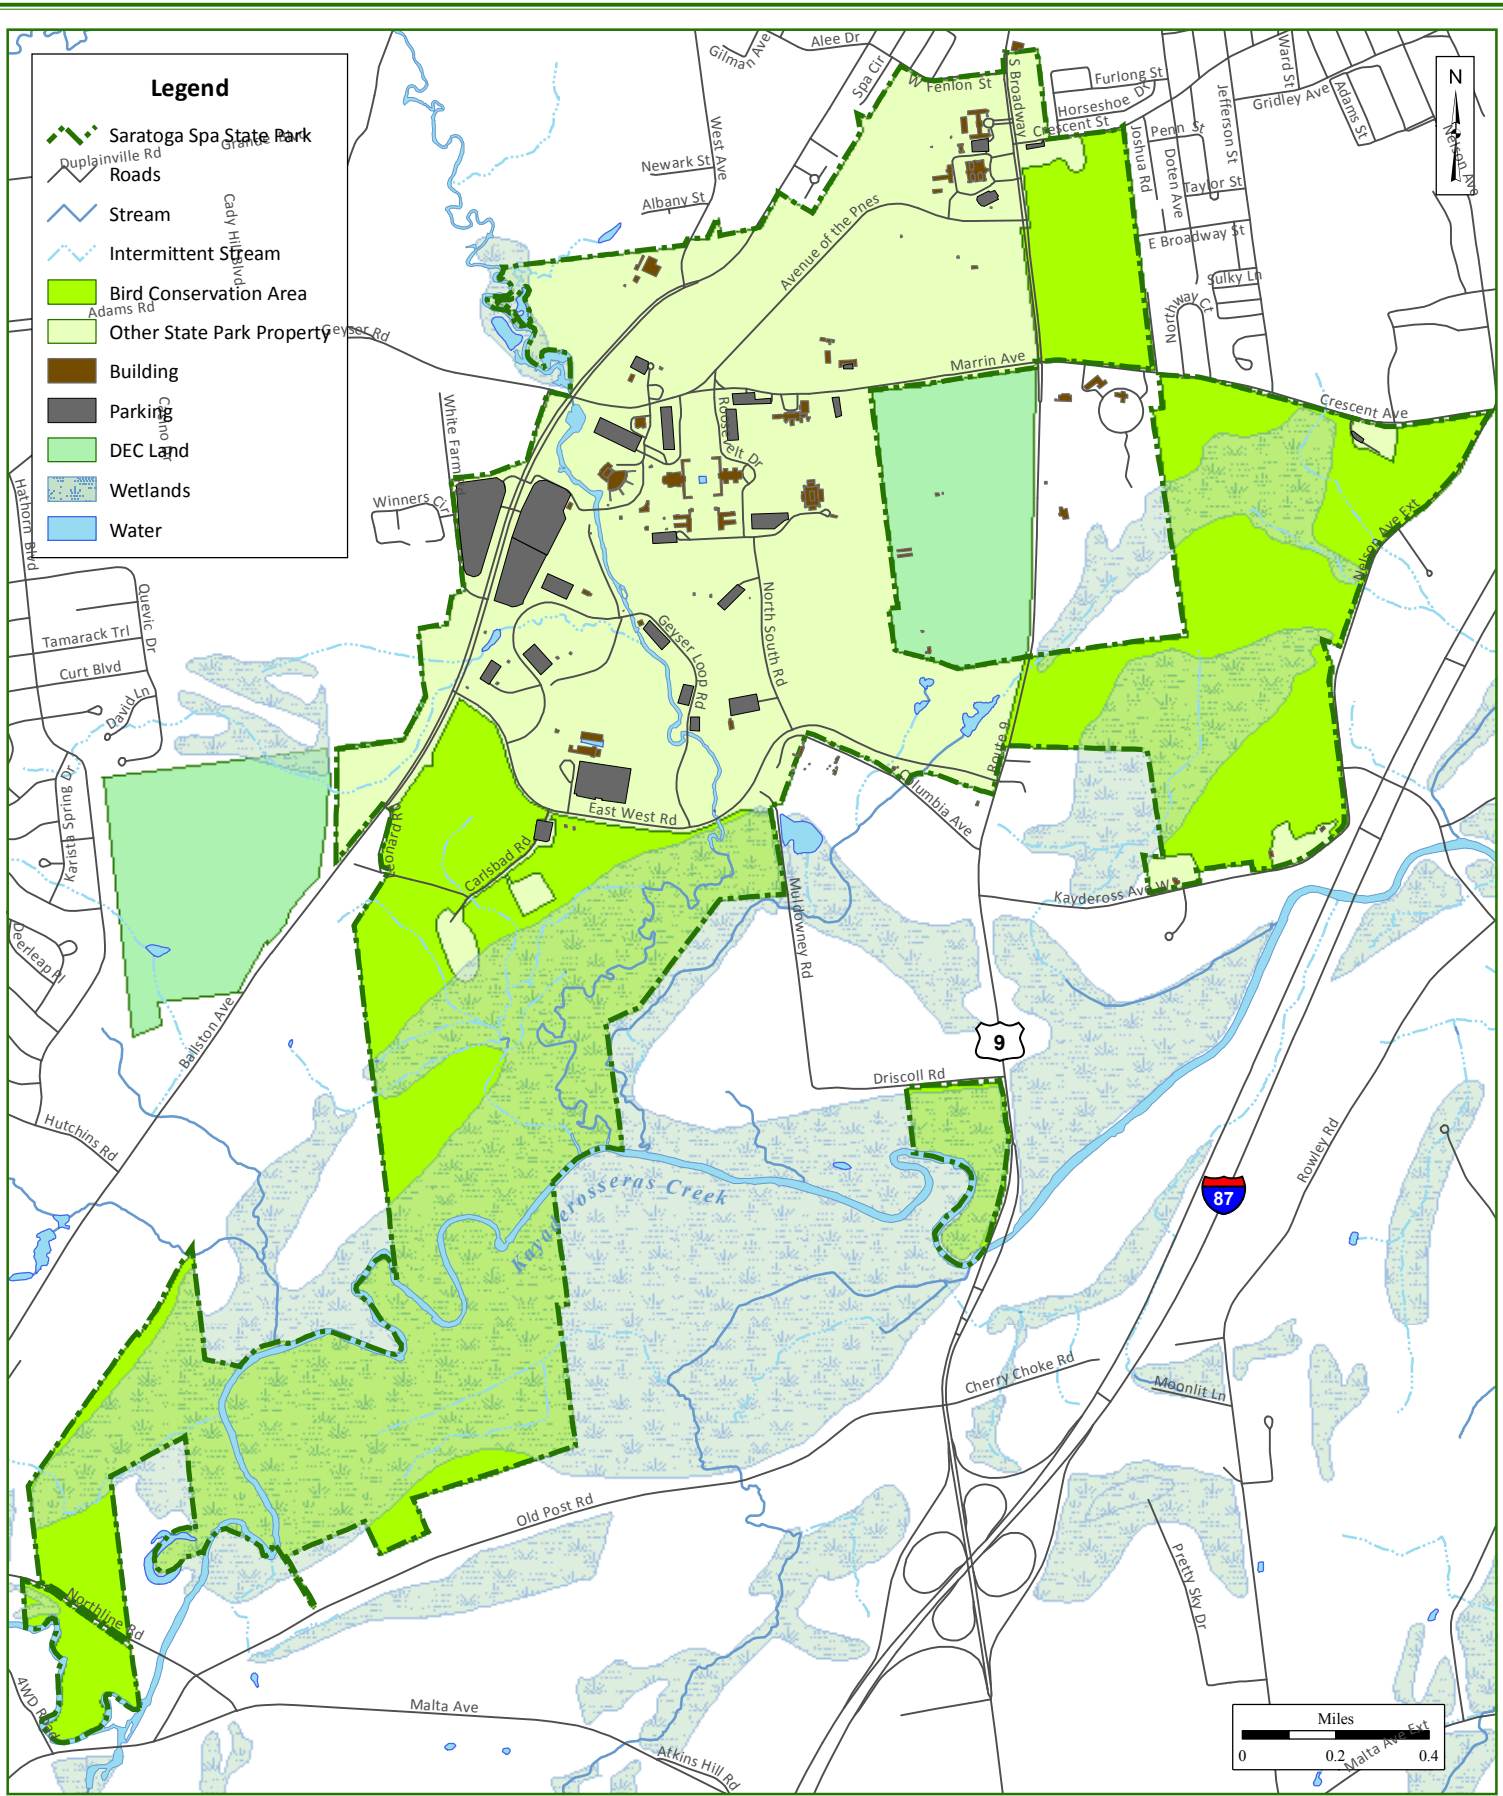 Legend
Saratoga Spa State Park
Roads
Stream
Intermittent Stream
Bird Conservation Area
Other State Park Property
Building
Parking
DEC Land
Wetlands
Water
Duplainville Rd
Cady Hill Blvd
Adams Rd
Geyser Rd
Hathorn Blvd
Gilman Ave
Alee Dr
Spa Cir
W Fenlon St
S Broadway
Furlong St
Horseshoe Dr
Crescent St
Ward St
Gridley Ave
Adams St
Jefferson St
N
Nelson Ave
West Ave
Newark St
Albany St
Penn St
Joshua Rd
Doten Ave
Taylor St
E Broadway St
Sulky Ln
Northway Ct
Avenue of the Pnes
Marrin Ave
Crescent Ave
White Farm
Roosevelt Dr
Winners Cir
Nelson Ave Ext
Quevic Dr
Tamarack Trl
Curt Blvd
David Ln
Karista Spring Dr
Geyser Loop Rd
North South Rd
Route 9
Columbia Ave
East West Rd
Leonard Rd
Carlsbad Rd
Muldowney Rd
Kaydeross Ave W
Deerleap Pl
Ballston Ave
9
Driscoll Rd
Hutchins Rd
Rowley Rd
87
Kayaderosseras Creek
Cherry Choke Rd
Moonlit Ln
Old Post Rd
Pretty Sky Dr
Northline Rd
4WD Road
Malta Ave
Atkins Hill Rd
Malta Ave Ext
Miles
0 0.2 0.4